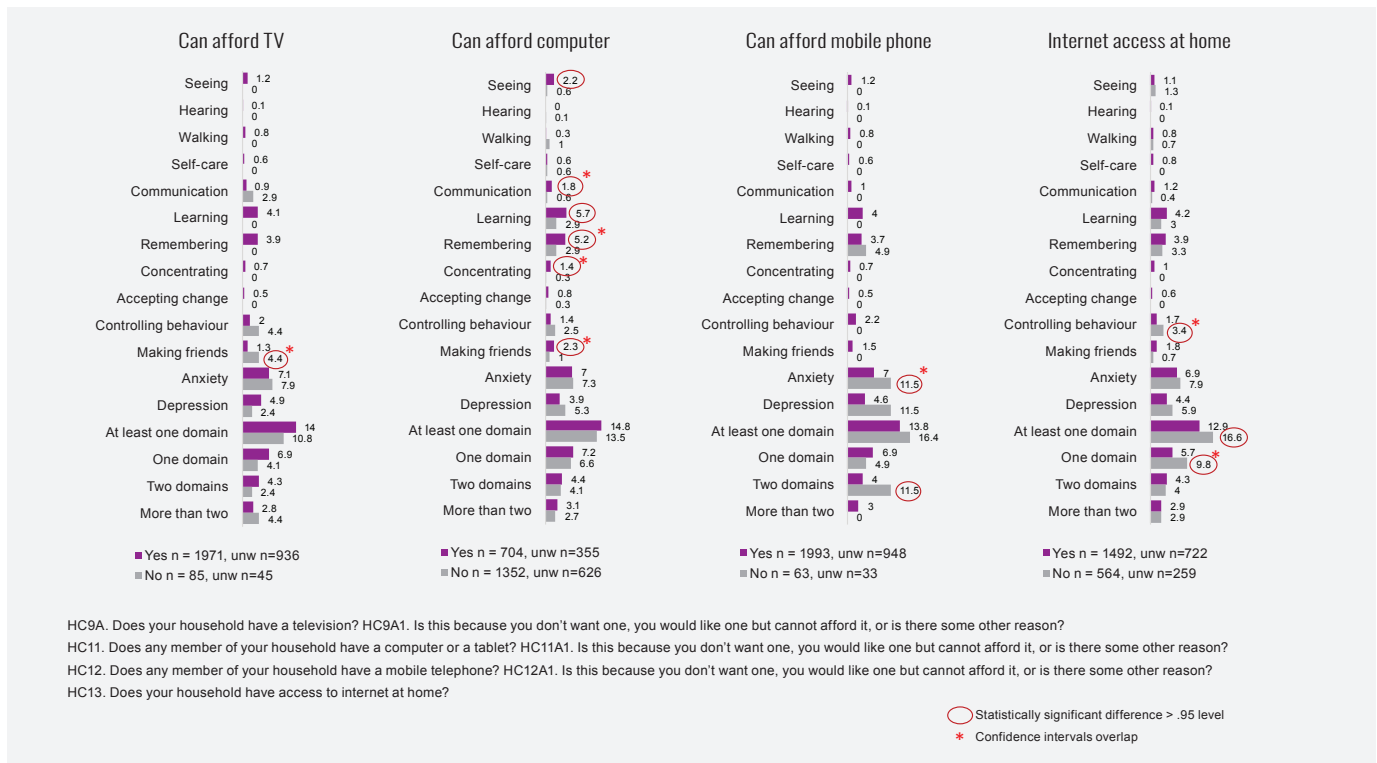 Can afford TV
Seeing 1.2
0
Hearing 0.1
0
Walking 0.8
0
Self-care 0.6
0
Communication 0.9
2.9
Learning 4.1
0
Remembering 3.9
0
Concentrating 0.7
0
Accepting change 0.5
0
Controlling behaviour 2
4.4
Making friends 1.3
4.4 *
Anxiety 7.1
7.9
Depression 4.9
2.4
At least one domain 14
10.8
One domain 6.9
4.1
Two domains 4.3
2.4
More than two 2.8
4.4
Yes n = 1971, unw n=936
No n = 85, unw n=45
Can afford computer
Seeing 2.2
0.6
Hearing 0
0.1
Walking 0.3
1
Self-care 0.6
0.6
Communication 1.8 *
0.6
Learning 5.7
2.9
Remembering 5.2 *
2.9
Concentrating 1.4 *
0.3
Accepting change 0.8
0.3
Controlling behaviour 1.4
2.5
Making friends 2.3 *
1
Anxiety 7
7.3
Depression 3.9
5.3
At least one domain 14.8
13.5
One domain 7.2
6.6
Two domains 4.4
4.1
More than two 3.1
2.7
Yes n = 704, unw n=355
No n = 1352, unw n=626
Can afford mobile phone
Seeing 1.2
0
Hearing 0.1
0
Walking 0.8
0
Self-care 0.6
0
Communication 1
0
Learning 4
0
Remembering 3.7
4.9
Concentrating 0.7
0
Accepting change 0.5
0
Controlling behaviour 2.2
0
Making friends 1.5
0
Anxiety 7 *
11.5
Depression 4.6
11.5
At least one domain 13.8
16.4
One domain 6.9
4.9
Two domains 4
11.5
More than two 3
0
Yes n = 1993, unw n=948
No n = 63, unw n=33
Internet access at home
Seeing 1.1
1.3
Hearing 0.1
0
Walking 0.8
0.7
Self-care 0.8
0
Communication 1.2
0.4
Learning 4.2
3
Remembering 3.9
3.3
Concentrating 1
0
Accepting change 0.6
0
Controlling behaviour 1.7 *
3.4
Making friends 1.8
0.7
Anxiety 6.9
7.9
Depression 4.4
5.9
At least one domain 12.9
16.6
One domain 5.7 *
9.8
Two domains 4.3
4
More than two 2.9
2.9
Yes n = 1492, unw n=722
No n = 564, unw n=259
HC9A. Does your household have a television? HC9A1. Is this because you don’t want one, you would like one but cannot afford it, or is there some other reason?
HC11. Does any member of your household have a computer or a tablet? HC11A1. Is this because you don’t want one, you would like one but cannot afford it, or is there some other reason?
HC12. Does any member of your household have a mobile telephone? HC12A1. Is this because you don’t want one, you would like one but cannot afford it, or is there some other reason?
HC13. Does your household have access to internet at home?
Statistically significant difference > .95 level
* Confidence intervals overlap